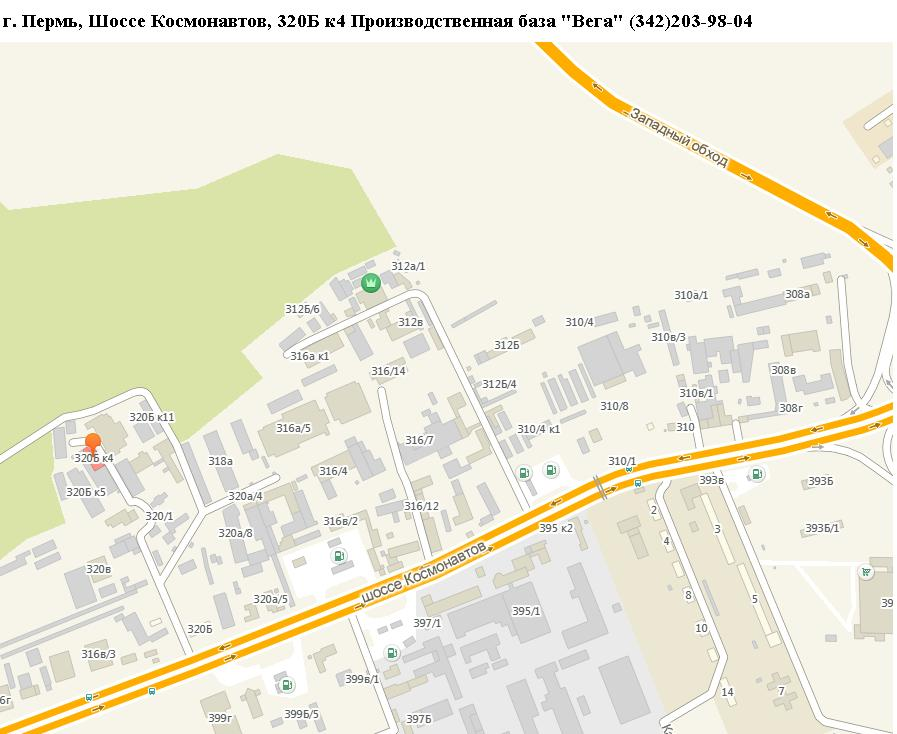 г. Пермь, Шоссе Космонавтов, 320Б к4 Производственная база "Вега" (342)203-98-04
Западный обход
312а/1
312Б/6
310а/1
308а
312в
310/4
310в/3
312Б
316а к1
316/14
308в
312Б/4
310в/1
310/8
308г
320Б к11
316а/5
316/7
310/4 к1
310
320Б к4
318а
316/4
310/1
393в
393Б
320Б к5
320а/4
316/12
2
320/1
316в/2
395 к2
3
393Б/1
320а/8
4
шоссе Космонавтов
320в
320а/5
8
5
39
395/1
397/1
10
320Б
316в/3
399в/1
14
7
6г
399г
399Б/5
397Б